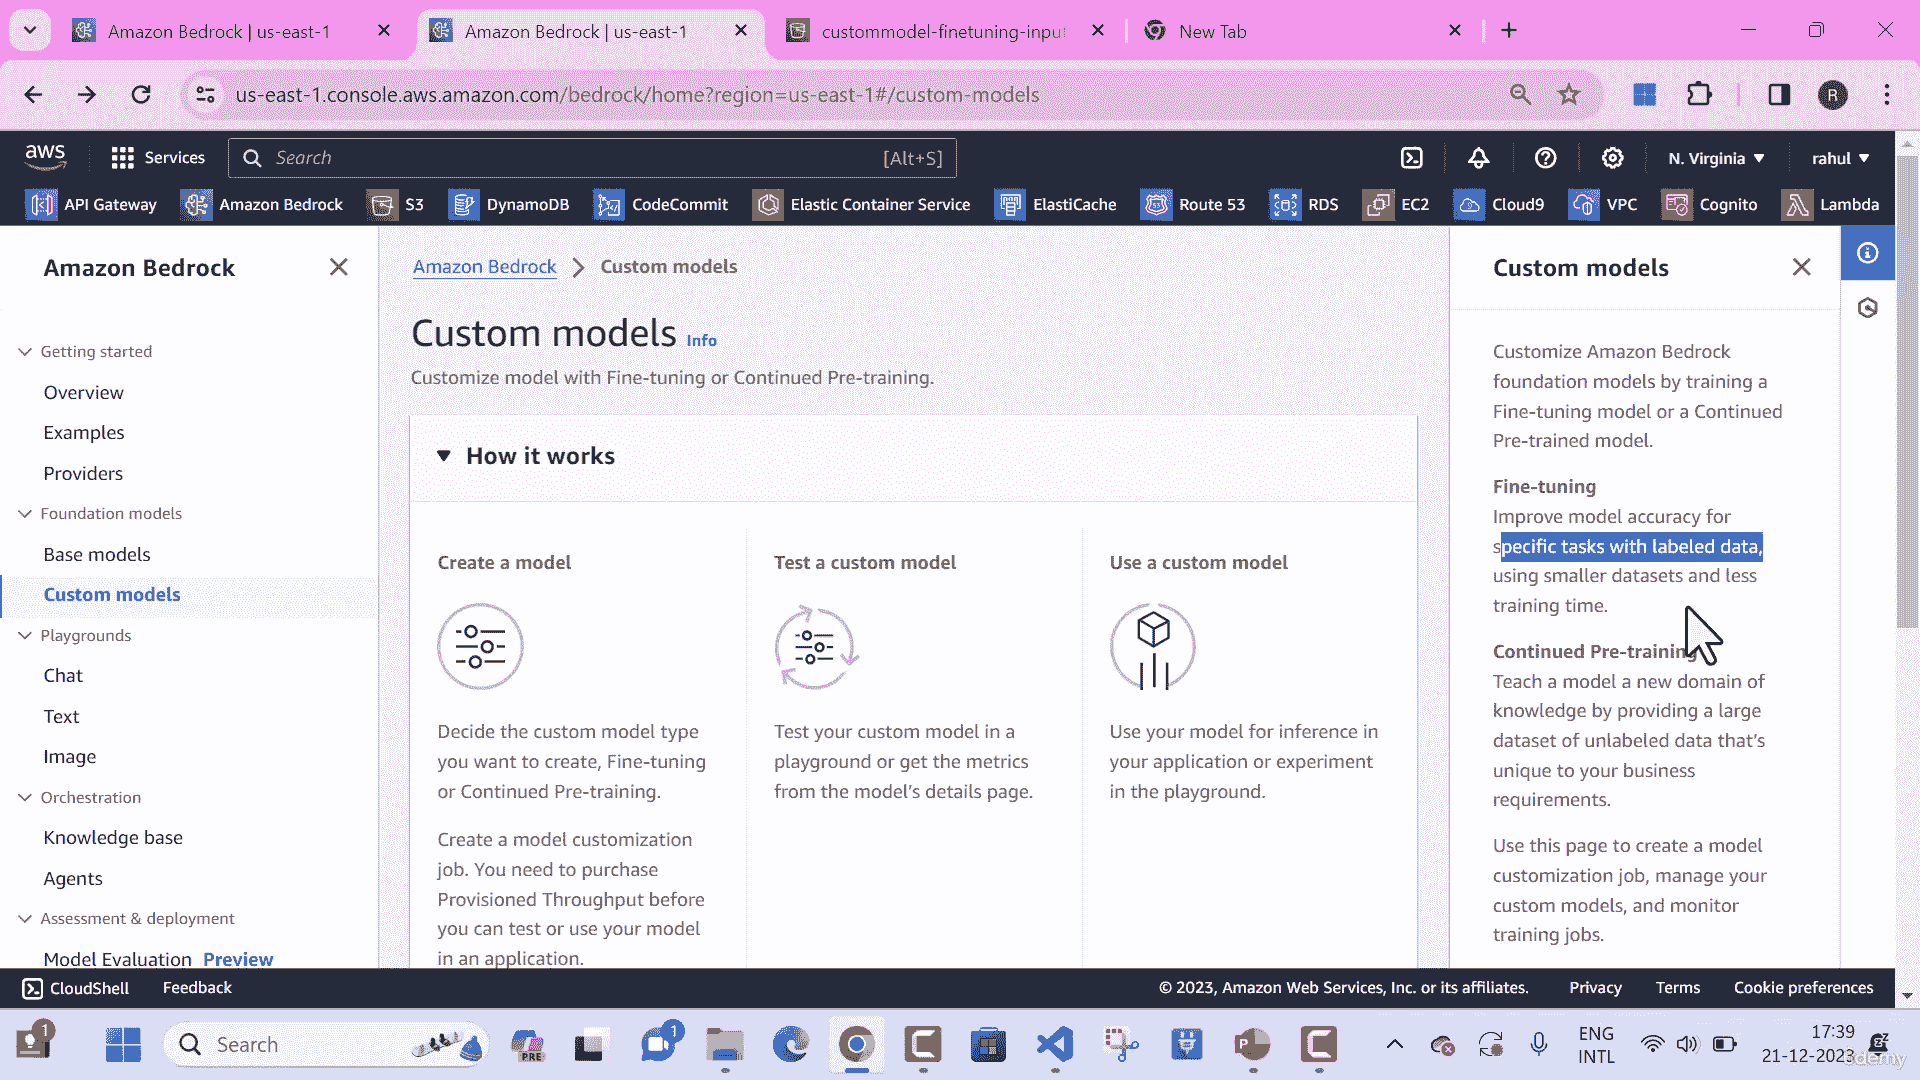 Amazon Bedrock | us-east-1
Amazon Bedrock | us-east-1
custommodel-finetuning-input
New Tab
us-east-1.console.aws.amazon.com/bedrock/home?region=us-east-1#/custom-models
R
aws
Services
Search
[Alt+S]
N. Virginia
rahul
API Gateway
Amazon Bedrock
S3
DynamoDB
CodeCommit
Elastic Container Service
ElastiCache
Route 53
RDS
EC2
Cloud9
VPC
Cognito
Lambda
Amazon Bedrock
Getting started
Overview
Examples
Providers
Foundation models
Base models
Custom models
Playgrounds
Chat
Text
Image
Orchestration
Knowledge base
Agents
Assessment & deployment
Model Evaluation Preview
Amazon Bedrock
Custom models
Custom models Info
Customize model with Fine-tuning or Continued Pre-training.
How it works
Create a model
Decide the custom model type
you want to create, Fine-tuning
or Continued Pre-training.
Create a model customization
job. You need to purchase
Provisioned Throughput before
you can test or use your model
in an application.
Test a custom model
Test your custom model in a
playground or get the metrics
from the model's details page.
Use a custom model
Use your model for inference in
your application or experiment
in the playground.
Custom models
Customize Amazon Bedrock
foundation models by training a
Fine-tuning model or a Continued
Pre-trained model.
Fine-tuning
Improve model accuracy for
specific tasks with labeled data,
using smaller datasets and less
training time.
Continued Pre-training
Teach a model a new domain of
knowledge by providing a large
dataset of unlabeled data that's
unique to your business
requirements.
Use this page to create a model
customization job, manage your
custom models, and monitor
training jobs.
CloudShell
Feedback
© 2023, Amazon Web Services, Inc. or its affiliates.
Privacy
Terms
Cookie preferences
1
Search
PRE
1
ENG
INTL
17:39
21-12-2023
udemy